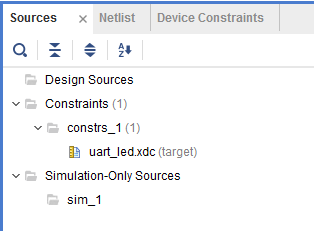 Sources × Netlist Device Constraints
Design Sources
Constraints (1)
constrs_1 (1)
uart_led.xdc (target)
Simulation-Only Sources
sim_1